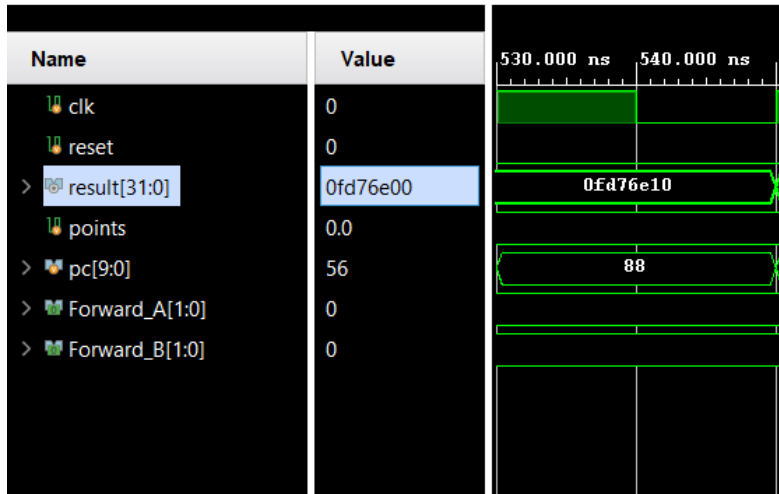 Name Value 530.000 ns 540.000 ns
clk 0
reset 0
result[31:0] 0fd76e00 0fd76e10
points 0.0
pc[9:0] 56 88
Forward_A[1:0] 0
Forward_B[1:0] 0